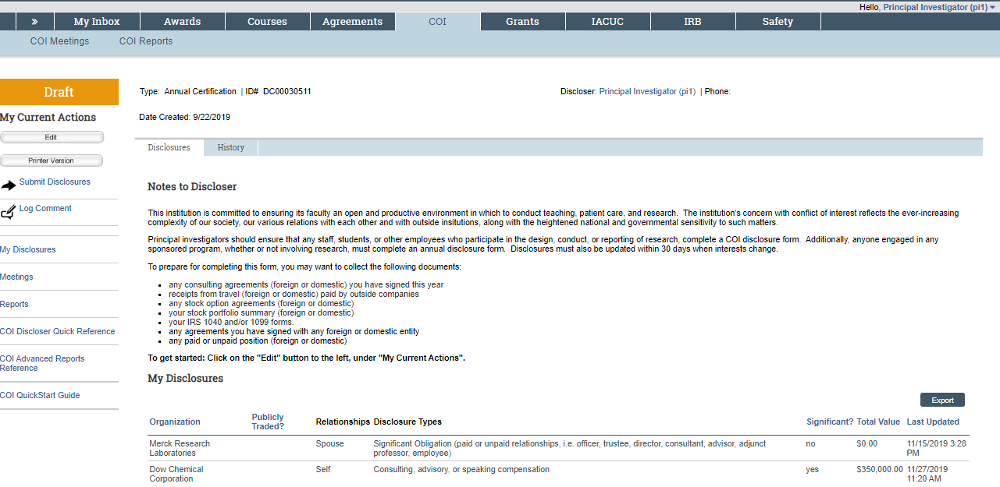 Hello, Principal Investigator (pi1)
» My Inbox Awards Courses Agreements COI Grants IACUC IRB Safety
COI Meetings COI Reports
Draft
Type: Annual Certification | ID# DC00030511 Discloser: Principal Investigator (pi1) | Phone:
My Current Actions
Date Created: 9/22/2019
Edit
Printer Version
Submit Disclosures
Log Comment
My Disclosures
Meetings
Reports
COI Discloser Quick Reference
COI Advanced Reports
Reference
COI QuickStart Guide
Disclosures History
Notes to Discloser
This institution is committed to ensuring its faculty an open and productive environment in which to conduct teaching, patient care, and research. The institution's concern with conflict of interest reflects the ever-increasing
complexity of our society, our various relations with each other and with outside insitutions, along with the heightened national and governmental sensitivity to such matters.
Principal investigators should ensure that any staff, students, or other employees who participate in the design, conduct, or reporting of research, complete a COI disclosure form. Additionally, anyone engaged in any
sponsored program, whether or not involving research, must complete an annual disclosure form. Disclosures must also be updated within 30 days when interests change.
To prepare for completing this form, you may want to collect the following documents:
any consulting agreements (foreign or domestic) you have signed this year
receipts from travel (foreign or domestic) paid by outside companies
any stock option agreements (foreign or domestic)
your stock portfolio summary (foreign or domestic)
your IRS 1040 and/or 1099 forms.
any agreements you have signed with any foreign or domestic entity
any paid or unpaid position (foreign or domestic)
To get started: Click on the "Edit" button to the left, under "My Current Actions".
My Disclosures
Export
Organization Publicly Traded? Relationships Disclosure Types Significant? Total Value Last Updated
Merck Research Spouse Significant Obligation (paid or unpaid relationships, i.e. officer, trustee, director, consultant, advisor, adjunct no $0.00 11/15/2019 3:28
Laboratories professor, employee) PM
Dow Chemical Self Consulting, advisory, or speaking compensation yes $350,000.00 11/27/2019
Corporation 11:20 AM